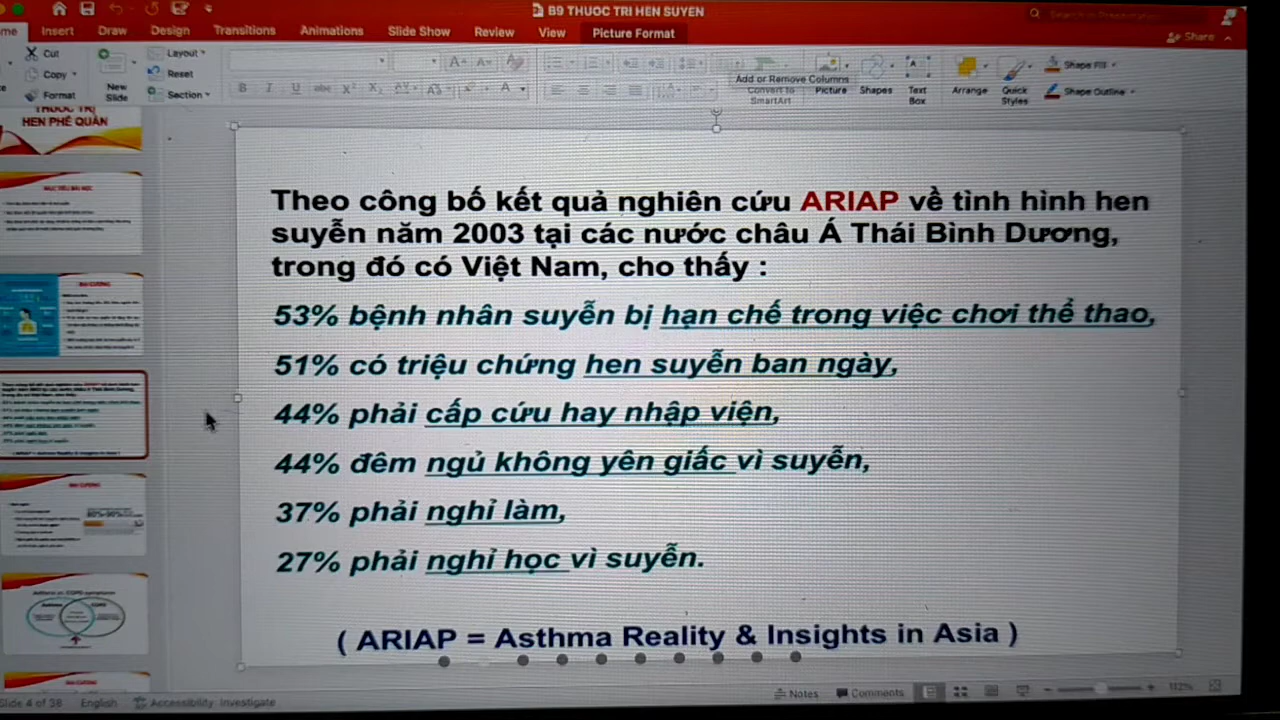 B9 THUOC TRI HEN SUYEN
Insert Draw Design Transitions Animations Slide Show Review View Picture Format
Share
Cut
Copy
Format
New
Slide
Layout
Reset
Section
Add or Remove Columns
Convert to
SmartArt
Picture
Shapes
Text
Box
Arrange
Quick
Styles
Shape Fill
Shape Outline
THUỐC TRỊ
HEN PHẾ QUẢN
Theo công bố kết quả nghiên cứu ARIAP về tình hình hen
suyễn năm 2003 tại các nước châu Á Thái Bình Dương,
trong đó có Việt Nam, cho thấy :
53% bệnh nhân suyễn bị hạn chế trong việc chơi thể thao,
51% có triệu chứng hen suyễn ban ngày,
44% phải cấp cứu hay nhập viện,
44% đêm ngủ không yên giấc vì suyễn,
37% phải nghỉ làm,
27% phải nghỉ học vì suyễn.
( ARIAP = Asthma Reality & Insights in Asia )
Slide 4 of 38 English Accessibility: Investigate
Notes Comments 112%